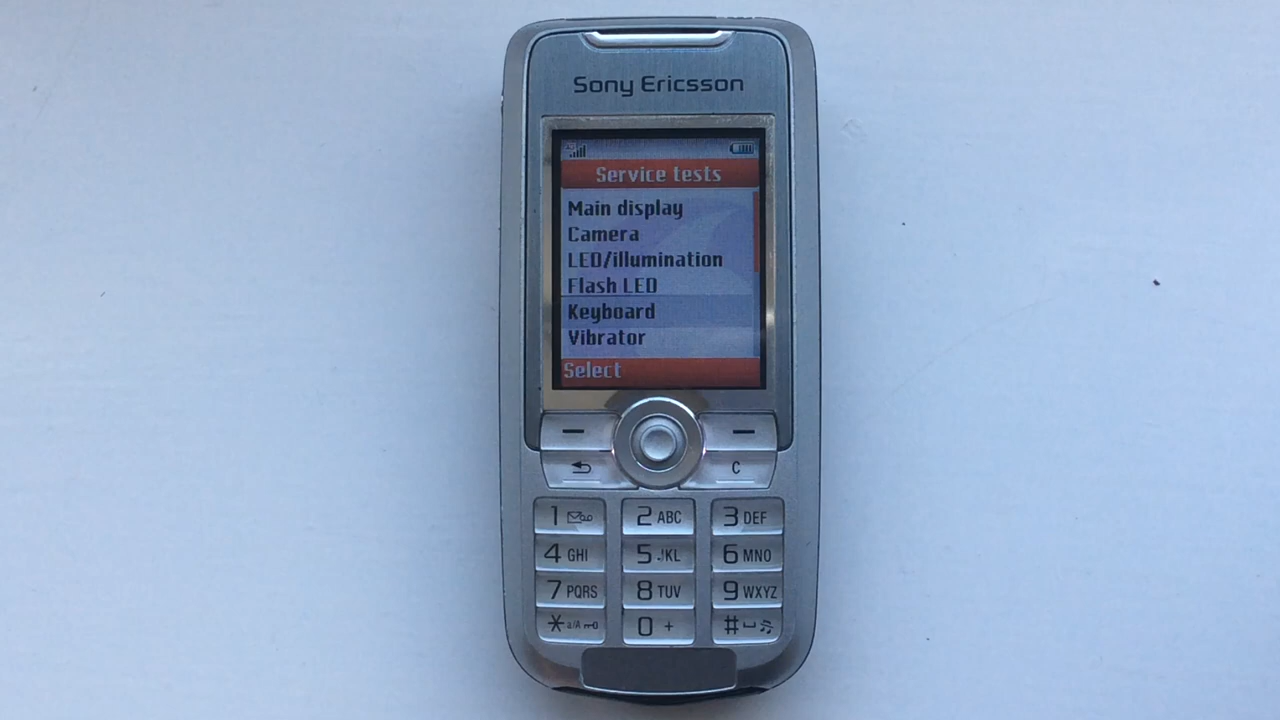 Sony Ericsson
Service tests
Main display
Camera
LED/illumination
Flash LED
Keyboard
Vibrator
Select
C
1
2 ABC
3 DEF
4 GHI
5 JKL
6 MNO
7 PQRS
8 TUV
9 WXYZ
* a/A
0 +
#